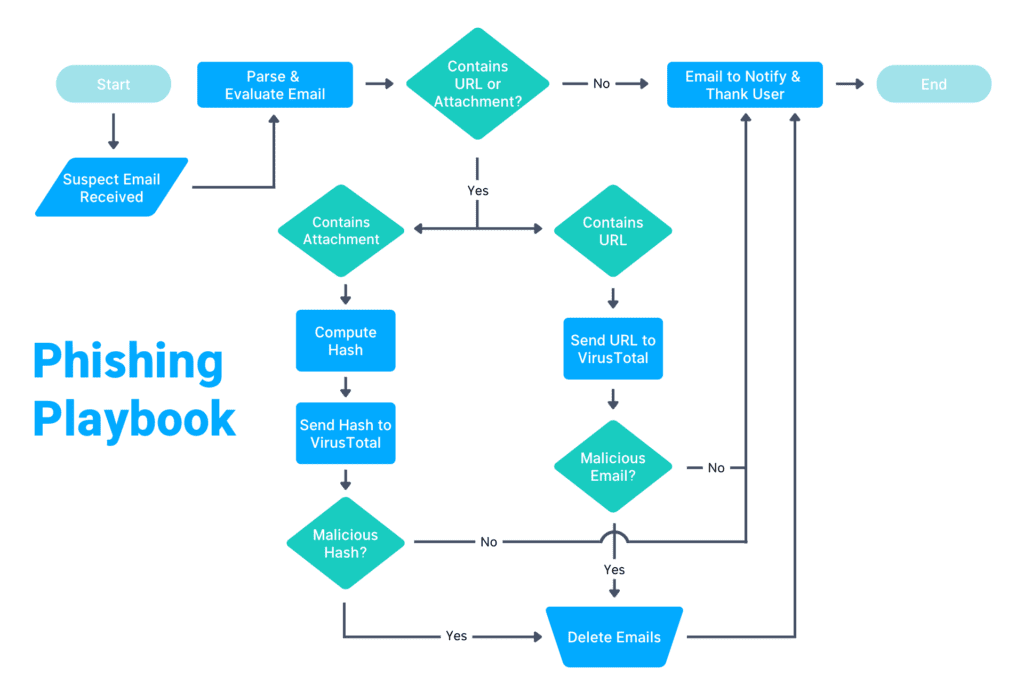 Start
Suspect Email
Received
Parse &
Evaluate Email
Contains
URL or
Attachment?
No
Email to Notify &
Thank User
End
Yes
Contains
Attachment
Contains
URL
Compute
Hash
Send URL to
VirusTotal
Phishing
Playbook
Send Hash to
VirusTotal
Malicious
Email?
No
Malicious
Hash?
No
Yes
Yes
Delete Emails